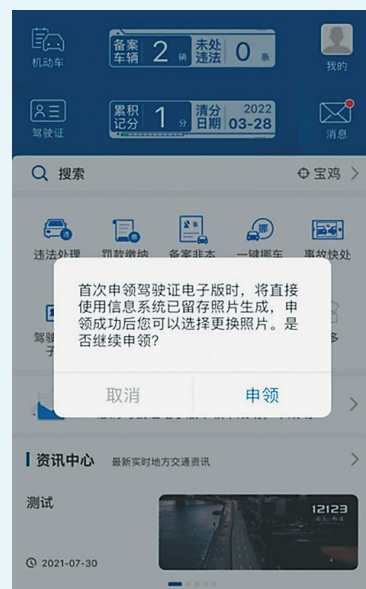 机动车
备案车辆 2 辆
未处违法 0 条
我的
驾驶证
累积记分 1 分
清分日期 2022 03-28
消息
搜索
宝鸡
违法处理
罚款缴纳
备案非本
一键挪车
事故快处
首次申领驾驶证电子版时，将直接
使用信息系统已留存照片生成，申
领成功后您可以选择更换照片。是
否继续申领？
取消
申领
资讯中心
最新实时地方交通资讯
测试
12123
2021-07-30